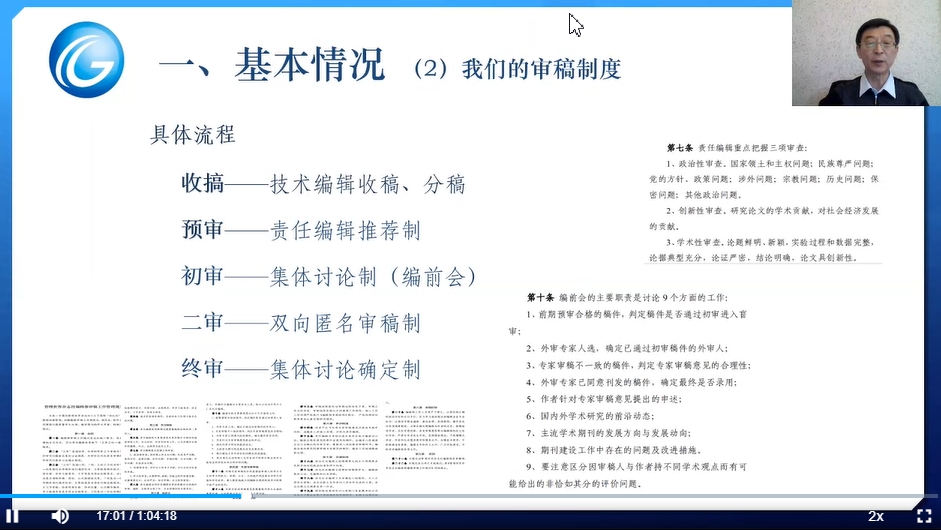 一、基本情况 （2）我们的审稿制度
具体流程
收搞——技术编辑收稿、分稿
预审——责任编辑推荐制
初审——集体讨论制（编前会）
二审——双向匿名审稿制
终审——集体讨论确定制
第七条 责任编辑重点把握三项审查：
1、政治性审查。国家领土和主权问题；民族尊严问题；
党的方针、政策问题；涉外问题；宗教问题；历史问题；保
密问题；其他政治问题。
2、创新性审查。研究论文的学术贡献，对社会经济发展
的贡献。
3、学术性审查。论题鲜明、新颖，实验过程和数据完整，
论据典型充分，论证严密，结论明确，论文具创新性。
第十条 编前会的主要职责是讨论 9 个方面的工作：
1、前期预审合格的稿件，判定稿件是否通过初审进入盲
审；
2、外审专家人选，确定已通过初审稿件的外审人；
3、专家审稿不一致的稿件，判定专家审稿意见的合理性；
4、外审专家已同意刊发的稿件，确定最终是否录用；
5、作者针对专家审稿意见提出的申述；
6、国内外学术研究的前沿动态；
7、主流学术期刊的发展方向与发展动向；
8、期刊建设工作中存在的问题及改进措施。
9、要注意区分因审稿人与作者持不同学术观点而有可
能给出的非恰如其分的评价问题。
17:01 / 1:04:18
2x